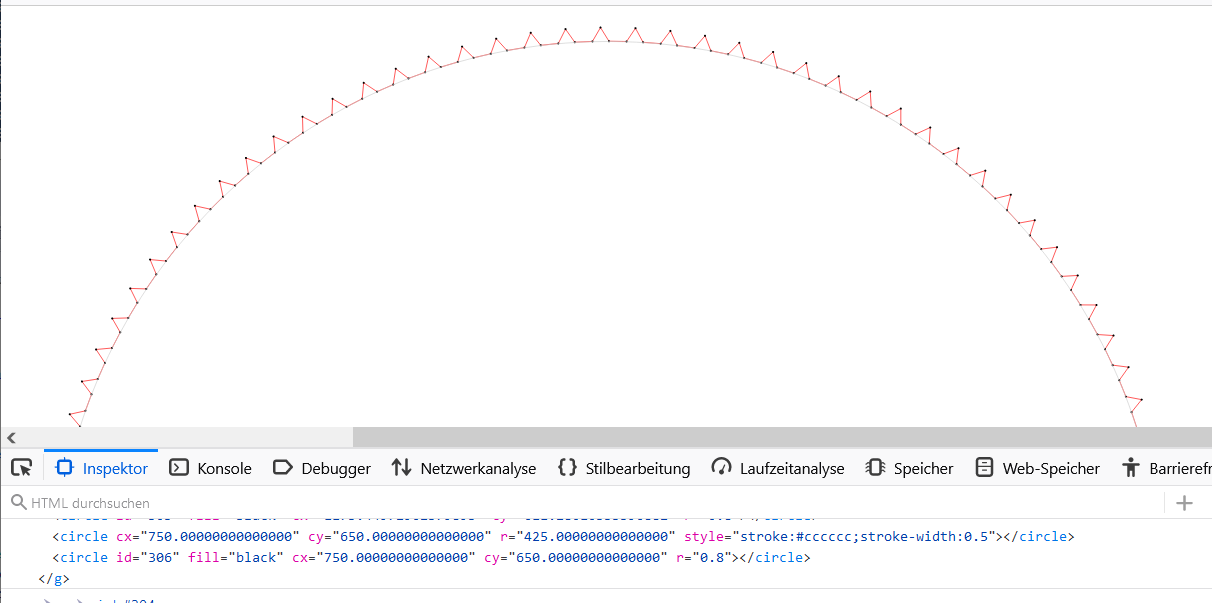 Inspektor Konsole Debugger Netzwerkanalyse Stilbearbeitung Laufzeitanalyse Speicher Web-Speicher Barrieref
HTML durchsuchen
<circle cx="750.00000000000000" cy="650.00000000000000" r="425.00000000000000" style="stroke:#cccccc;stroke-width:0.5"></circle>
<circle id="306" fill="black" cx="750.00000000000000" cy="650.00000000000000" r="0.8"></circle>
</g>